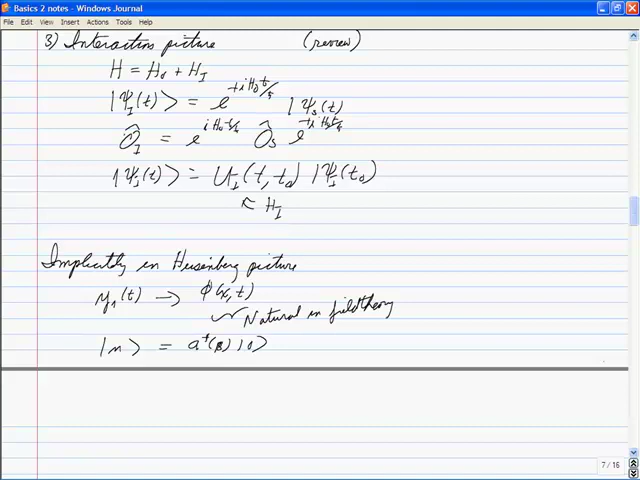 Basics 2 notes - Windows Journal
File Edit View Insert Actions Tools Help
3) Interaction picture (review)
H = H₀ + H_I
|Ψ_I(t)> = e^{+iH₀t/ħ} |Ψ_s(t)
Ô_I = e^{iH₀t/ħ} Ô_s e^{-iH₀t/ħ}
|Ψ_I(t)> = U_I(t, t₀) |Ψ_I(t₀)
↖ H_I
Implicitly in Heisenberg picture
y₁(t) → ϕ(x, t)
Natural in field theory
|n> = a⁺(p) |0>
7 / 16